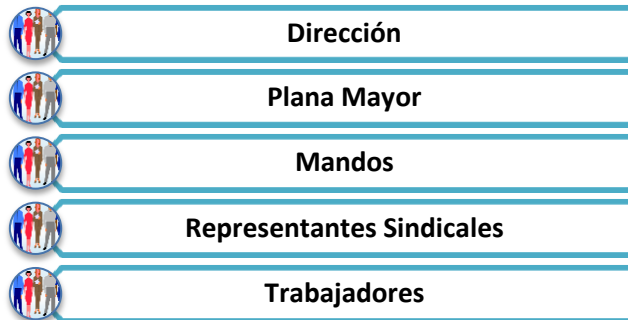 Dirección
Plana Mayor
Mandos
Representantes Sindicales
Trabajadores